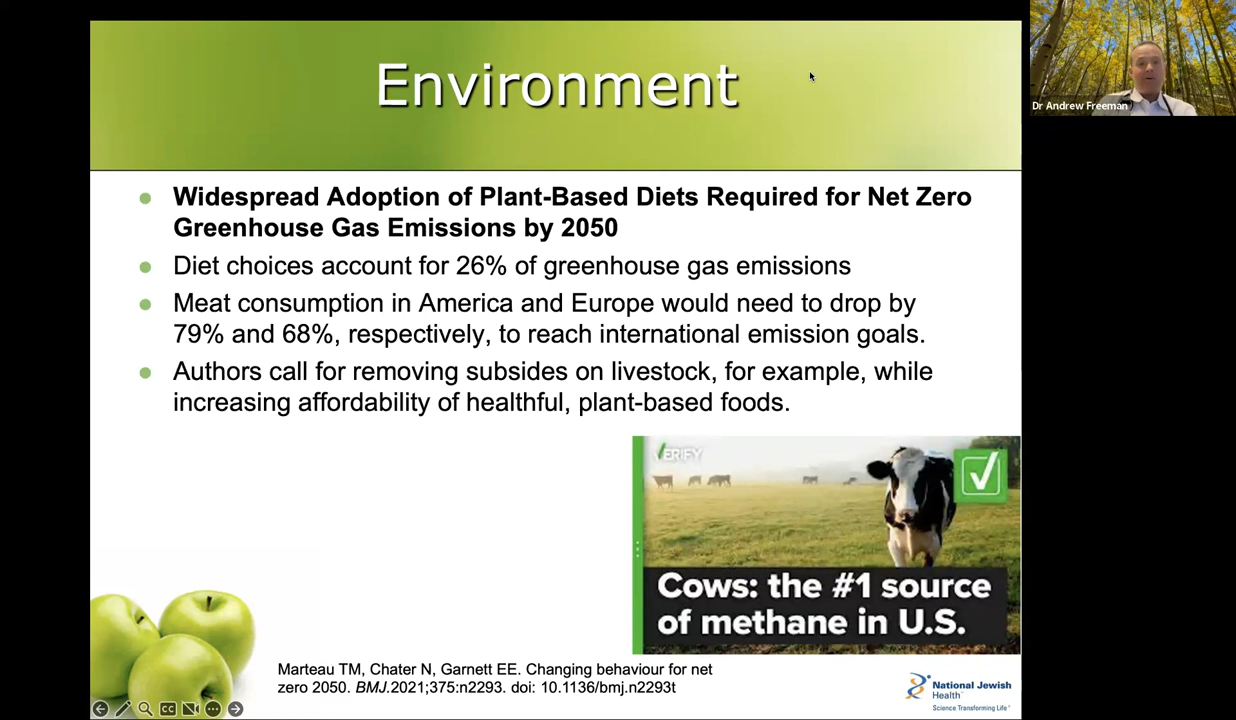 Environment
Dr Andrew Freeman
Widespread Adoption of Plant-Based Diets Required for Net Zero
Greenhouse Gas Emissions by 2050
Diet choices account for 26% of greenhouse gas emissions
Meat consumption in America and Europe would need to drop by
79% and 68%, respectively, to reach international emission goals.
Authors call for removing subsides on livestock, for example, while
increasing affordability of healthful, plant-based foods.
VERIFY
Cows: the #1 source
of methane in U.S.
Marteau TM, Chater N, Garnett EE. Changing behaviour for net
zero 2050. BMJ.2021;375:n2293. doi: 10.1136/bmj.n2293t
National Jewish
Health™
Science Transforming Life®
CC